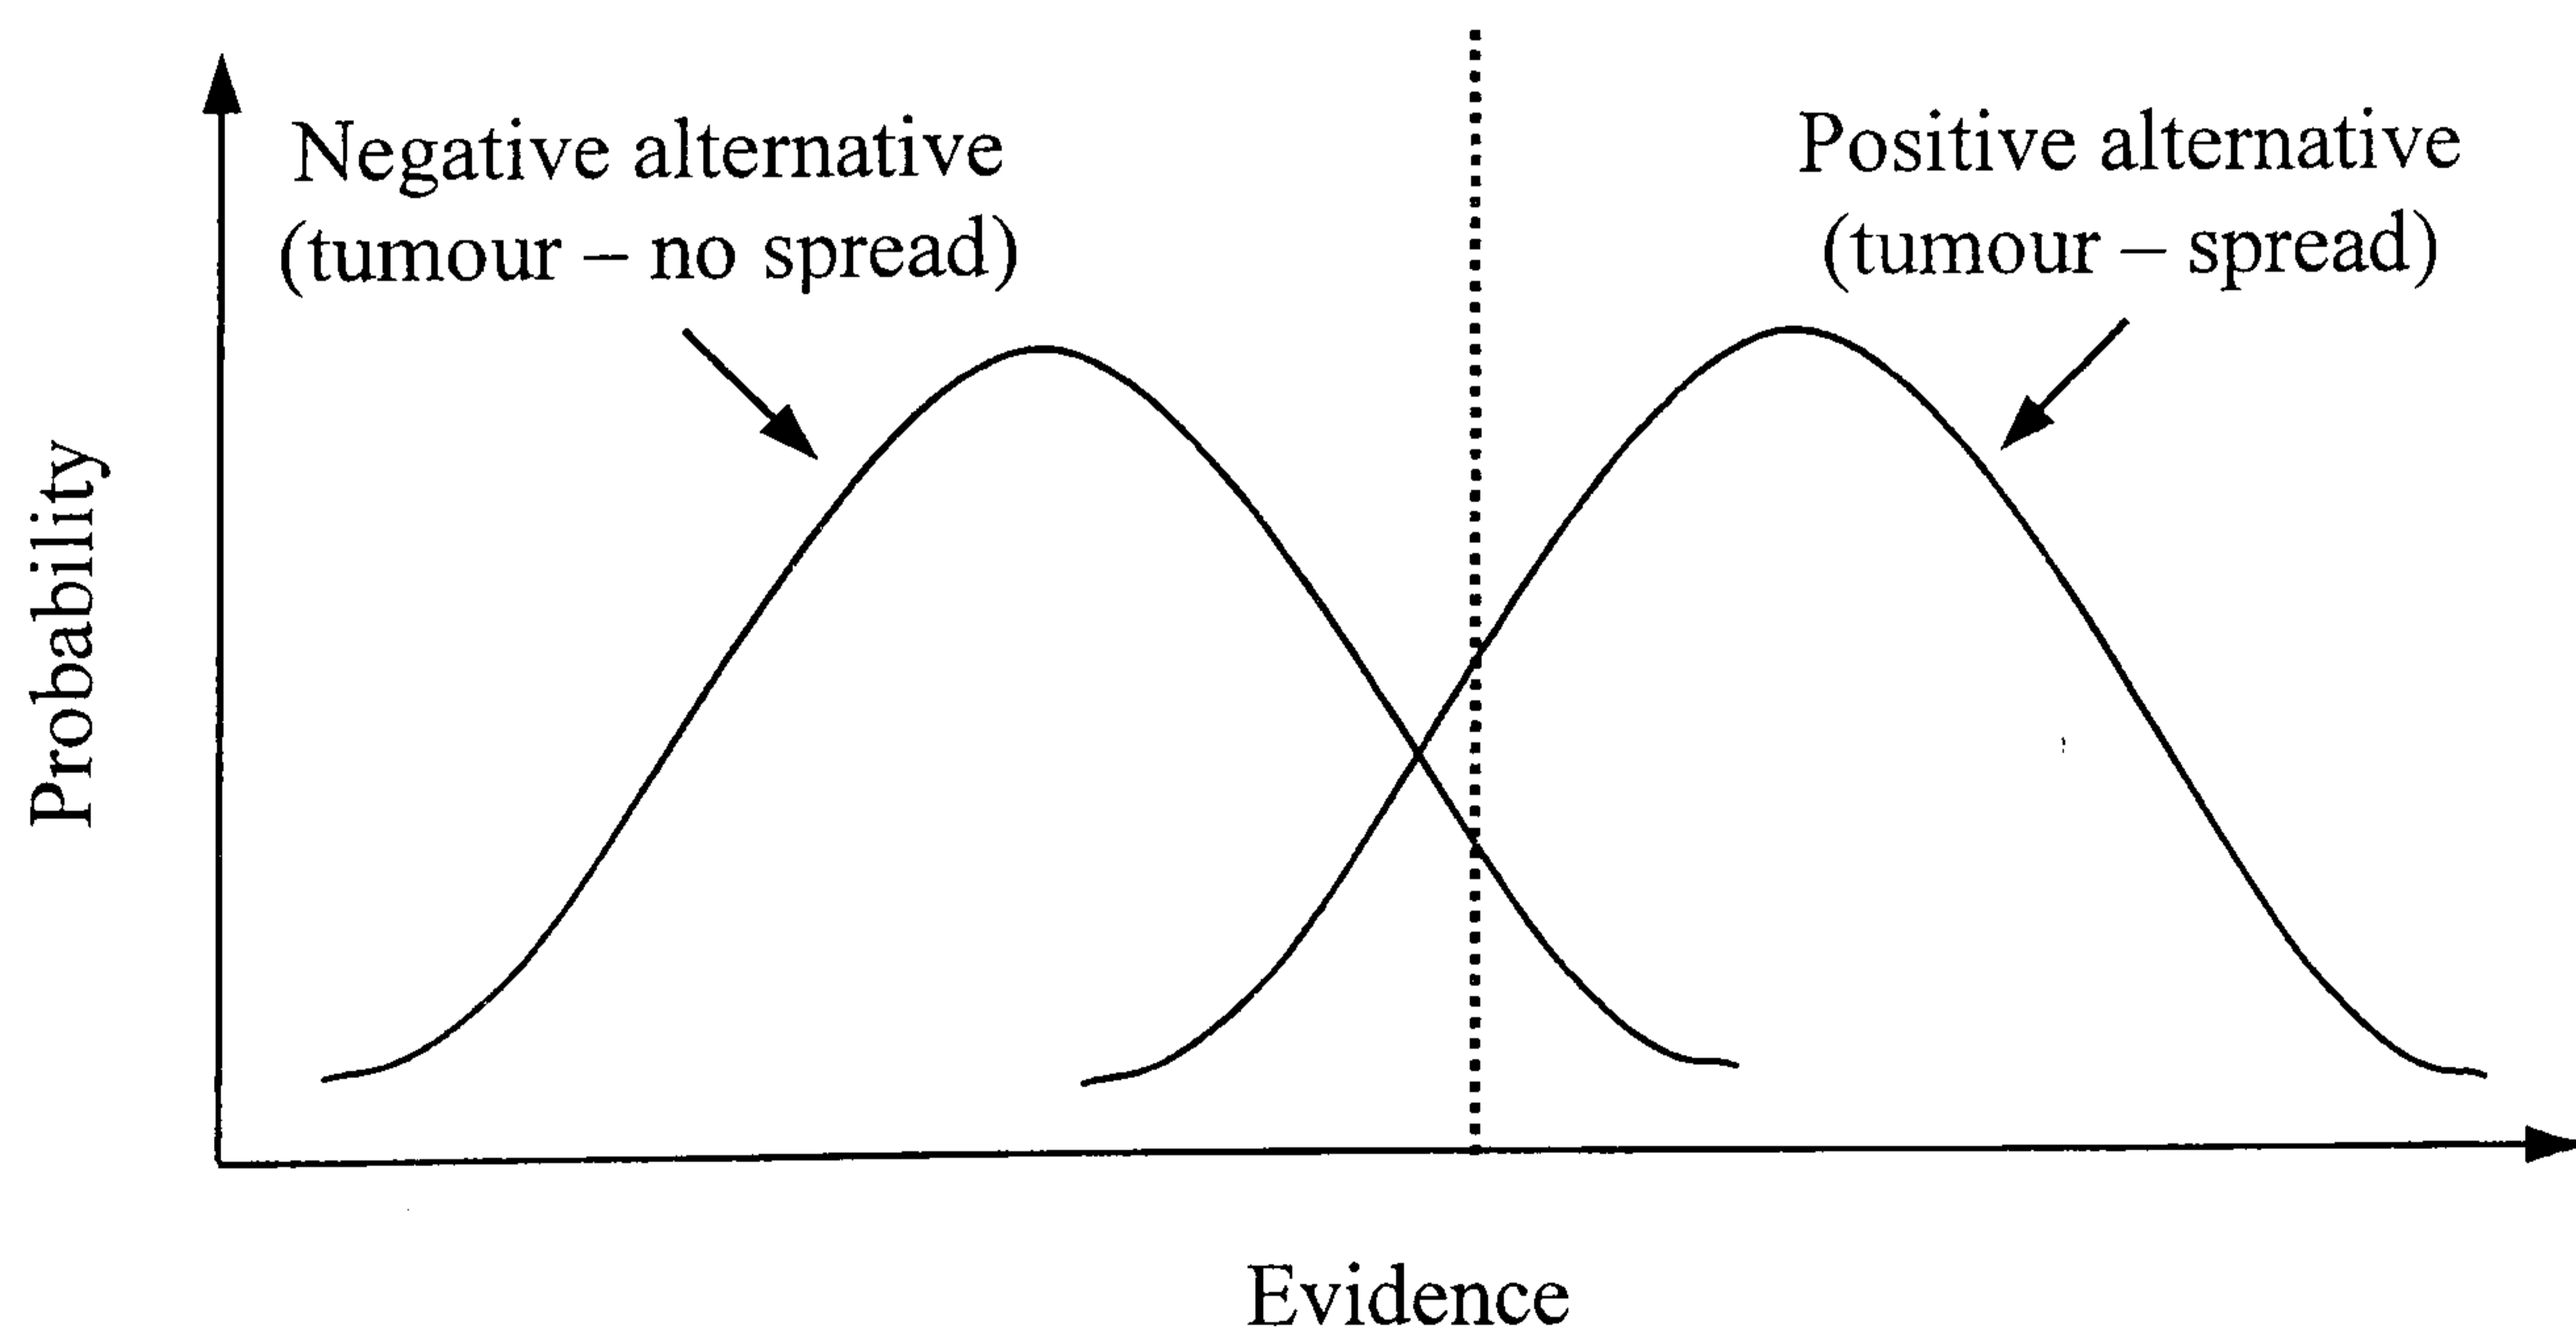 Negative alternative
(tumour – no spread)
Positive alternative
(tumour – spread)
Probability
Evidence